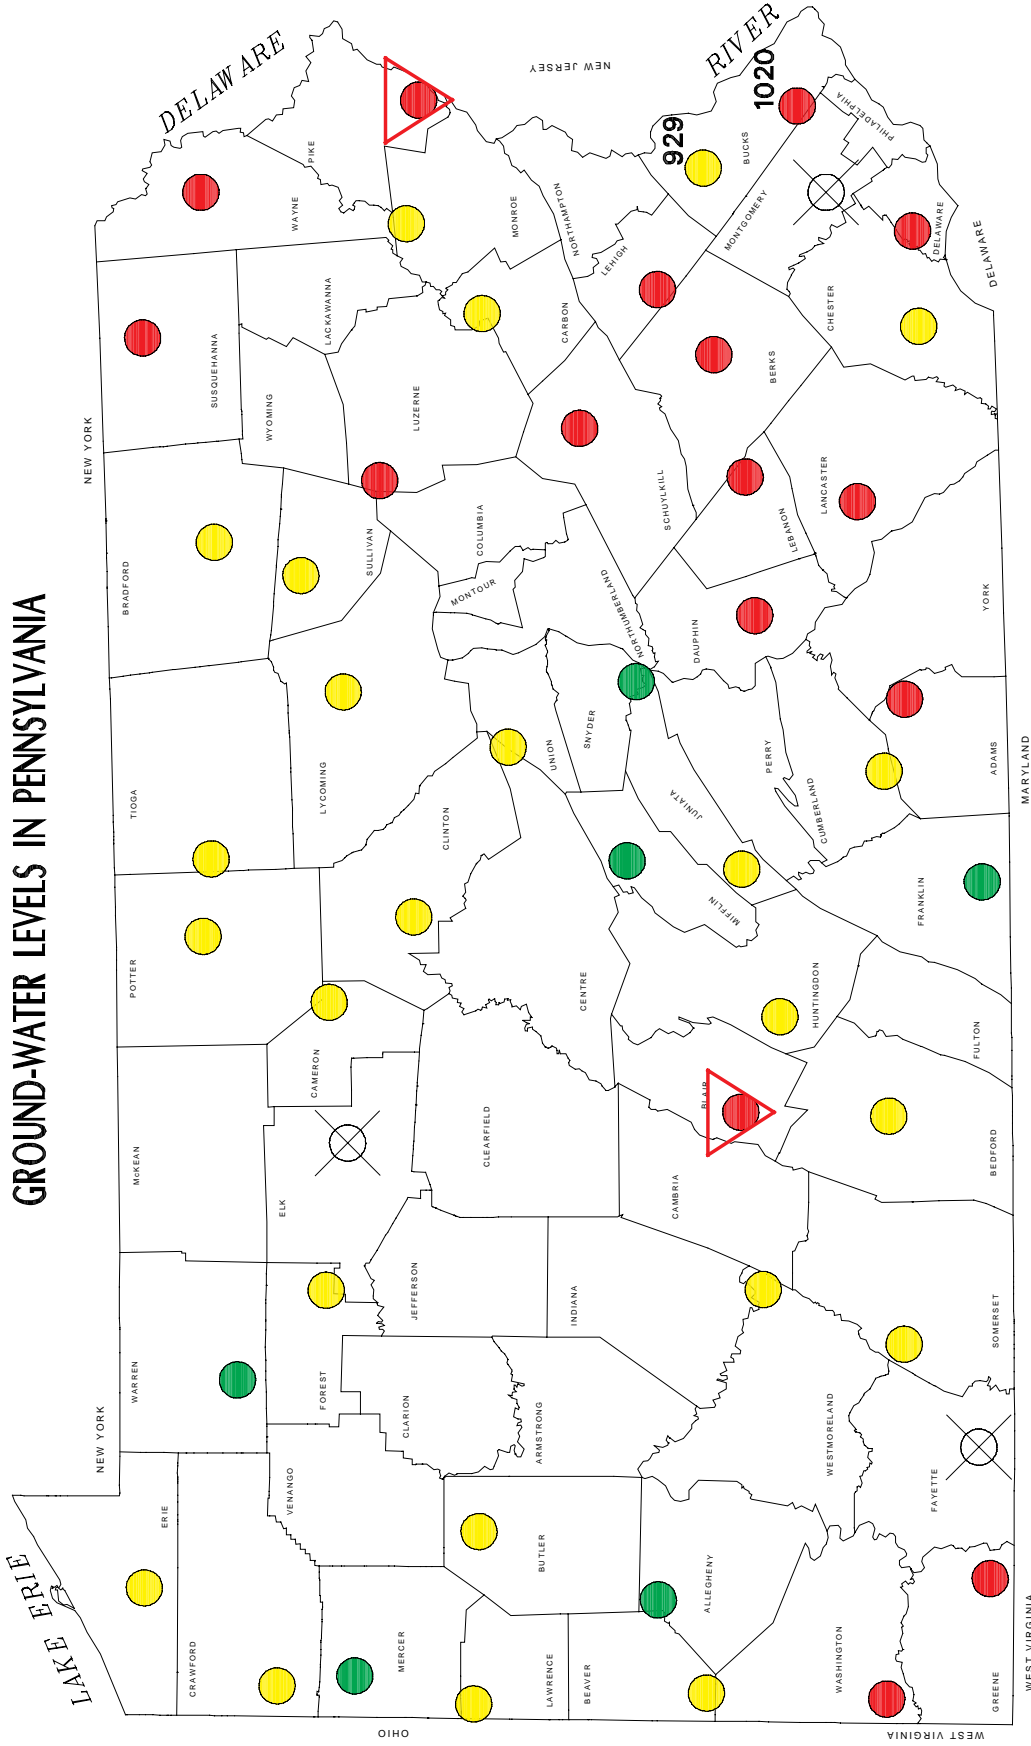 GROUND-WATER LEVELS IN PENNSYLVANIA
LAKE ERIE
NEW YORK
NEW YORK
DELAWARE
RIVER
NEW JERSEY
DELAWARE
MARYLAND
WEST VIRGINIA
WEST VIRGINIA
OHIO
ERIE
CRAWFORD
WARREN
McKEAN
POTTER
TIOGA
BRADFORD
SUSQUEHANNA
WAYNE
PIKE
MERCER
VENANGO
FOREST
ELK
CAMERON
CLINTON
LYCOMING
SULLIVAN
WYOMING
LACKAWANNA
LUZERNE
MONROE
LAWRENCE
BUTLER
CLARION
JEFFERSON
CLEARFIELD
CENTRE
UNION
SNYDER
MONTOUR
COLUMBIA
NORTHUMBERLAND
SCHUYLKILL
CARBON
NORTHAMPTON
LEHIGH
BEAVER
ALLEGHENY
ARMSTRONG
INDIANA
CAMBRIA
BLAIR
HUNTINGDON
MIFFLIN
JUNIATA
PERRY
DAUPHIN
LEBANON
BERKS
MONTGOMERY
BUCKS
929
1020
PHILADELPHIA
WASHINGTON
WESTMORELAND
SOMERSET
BEDFORD
FULTON
FRANKLIN
CUMBERLAND
ADAMS
YORK
LANCASTER
CHESTER
DELAWARE
GREENE
FAYETTE